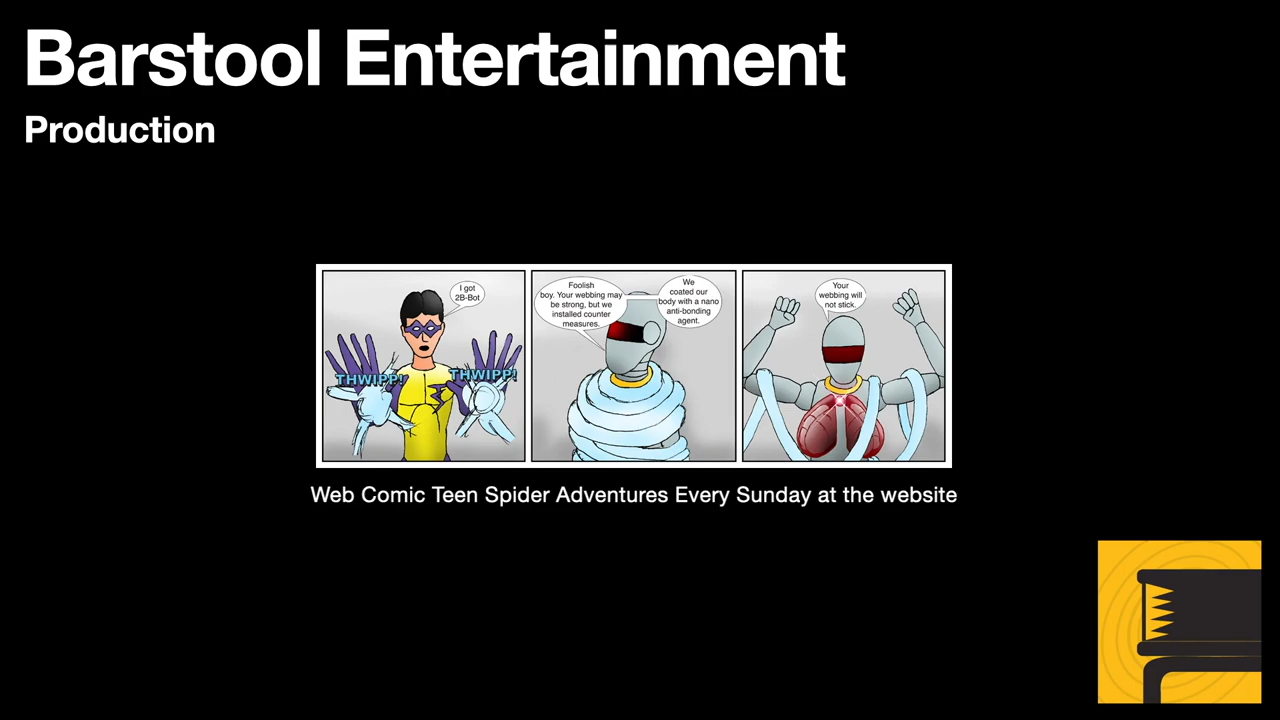 Barstool Entertainment
Production
I got
2B-Bot
THWIPP!
THWIPP!
Foolish
boy. Your webbing may
be strong, but we
installed counter
measures.
We
coated our
body with a nano
anti-bonding
agent.
Your
webbing will
not stick.
Web Comic Teen Spider Adventures Every Sunday at the website